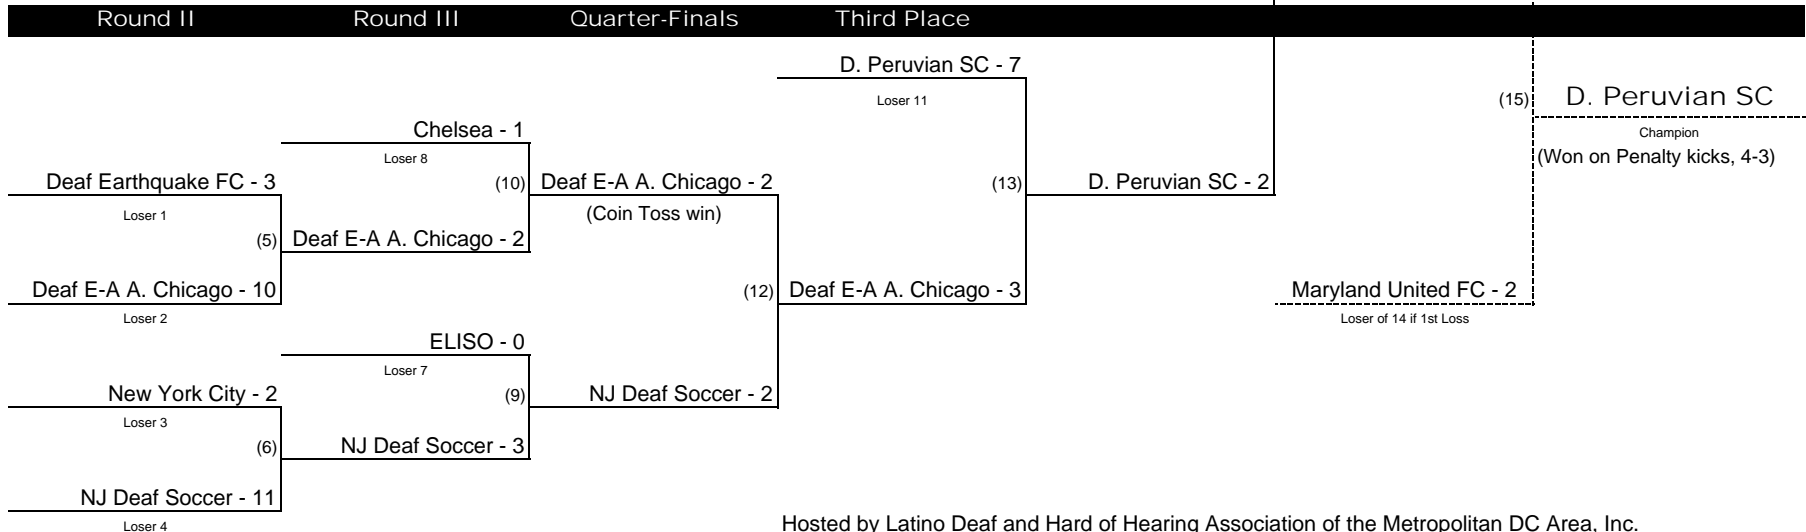 Round II Round III Quarter-Finals Third Place
D. Peruvian SC - 7
Loser 11
(15) D. Peruvian SC
Champion
(Won on Penalty kicks, 4-3)
Chelsea - 1
Loser 8
Deaf Earthquake FC - 3
Loser 1
(10) Deaf E-A A. Chicago - 2
(Coin Toss win)
(13) D. Peruvian SC - 2
(5) Deaf E-A A. Chicago - 2
Deaf E-A A. Chicago - 10
Loser 2
(12) Deaf E-A A. Chicago - 3
Maryland United FC - 2
Loser of 14 if 1st Loss
ELISO - 0
Loser 7
New York City - 2
Loser 3
(9) NJ Deaf Soccer - 2
(6) NJ Deaf Soccer - 3
NJ Deaf Soccer - 11
Loser 4
Hosted by Latino Deaf and Hard of Hearing Association of the Metropolitan DC Area, Inc.